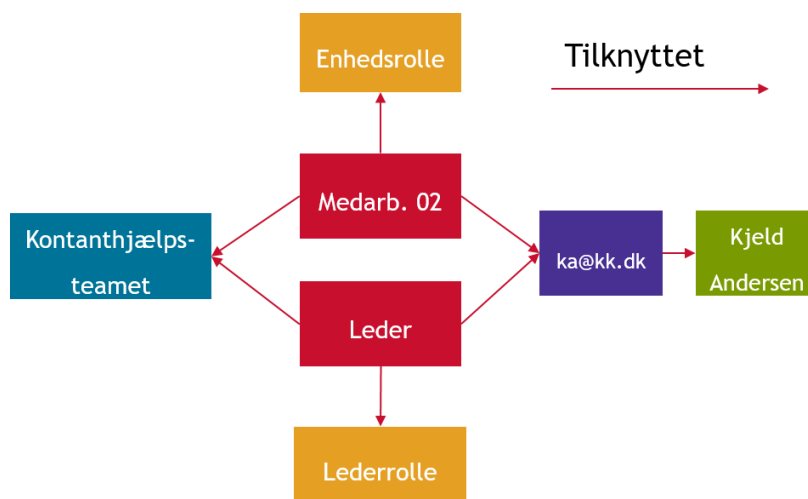 Enhedsrolle
Tilknyttet
Medarb. 02
Kontanthjælps-
teamet
ka@kk.dk
Kjeld
Andersen
Leder
Lederrolle